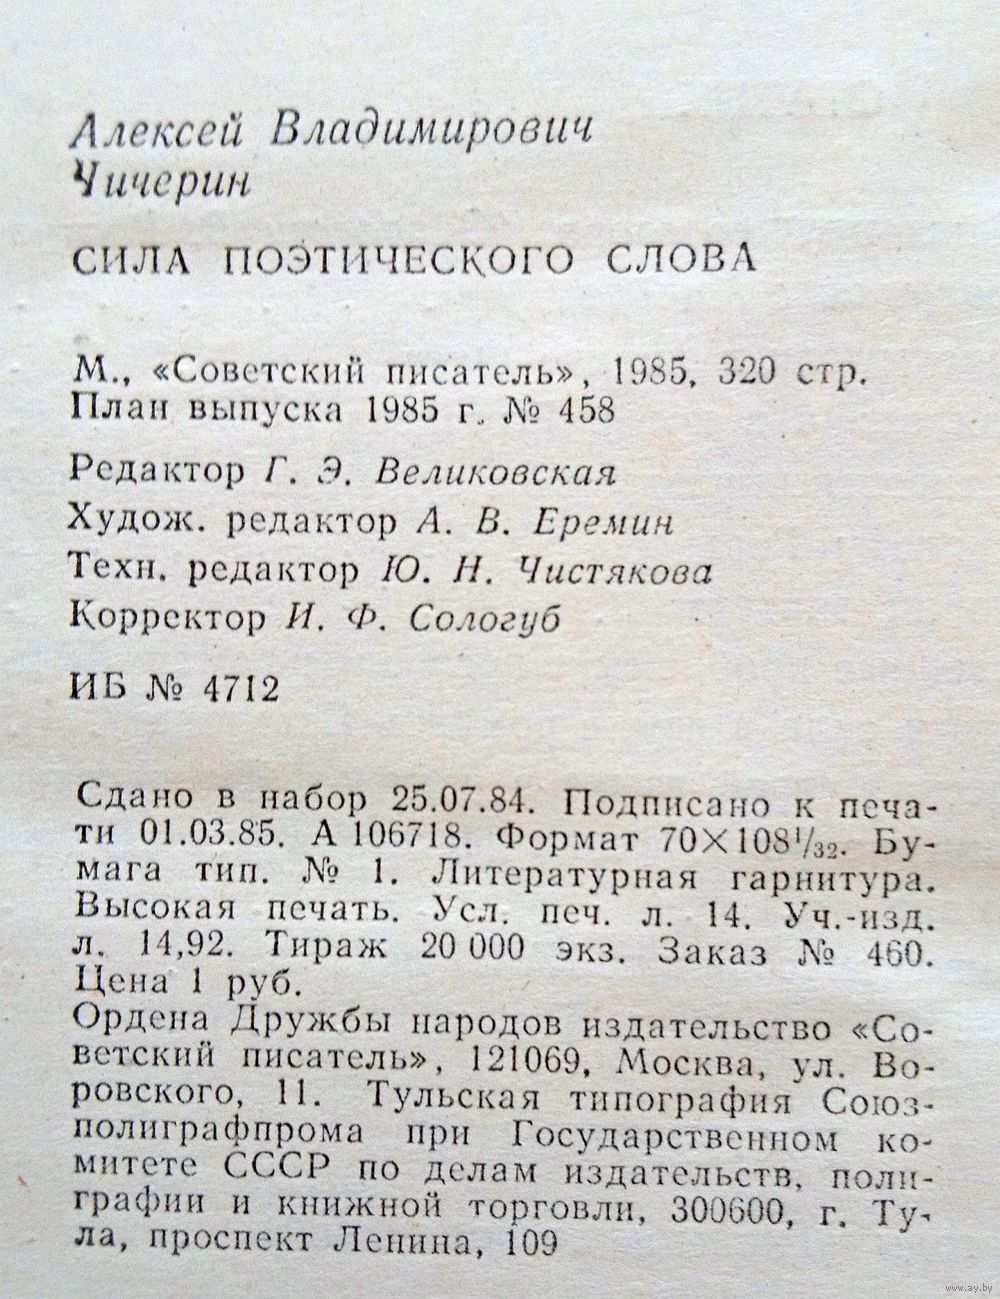 Алексей Владимирович
Чичерин
СИЛА ПОЭТИЧЕСКОГО СЛОВА
М., «Советский писатель», 1985, 320 стр.
План выпуска 1985 г. № 458
Редактор Г. Э. Великовская
Худож. редактор А. В. Еремин
Техн. редактор Ю. Н. Чистякова
Корректор И. Ф. Сологуб
ИБ № 4712
Сдано в набор 25.07.84. Подписано к печа-
ти 01.03.85. А 106718. Формат 70×108¹/₃₂. Бу-
мага тип. № 1. Литературная гарнитура.
Высокая печать. Усл. печ. л. 14. Уч.-изд.
л. 14,92. Тираж 20 000 экз. Заказ № 460.
Цена 1 руб.
Ордена Дружбы народов издательство «Со-
ветский писатель», 121069, Москва, ул. Во-
ровского, 11. Тульская типография Союз-
полиграфпрома при Государственном ко-
митете СССР по делам издательств, поли-
графии и книжной торговли, 300600, г. Ту-
ла, проспект Ленина, 109
www.ay.by